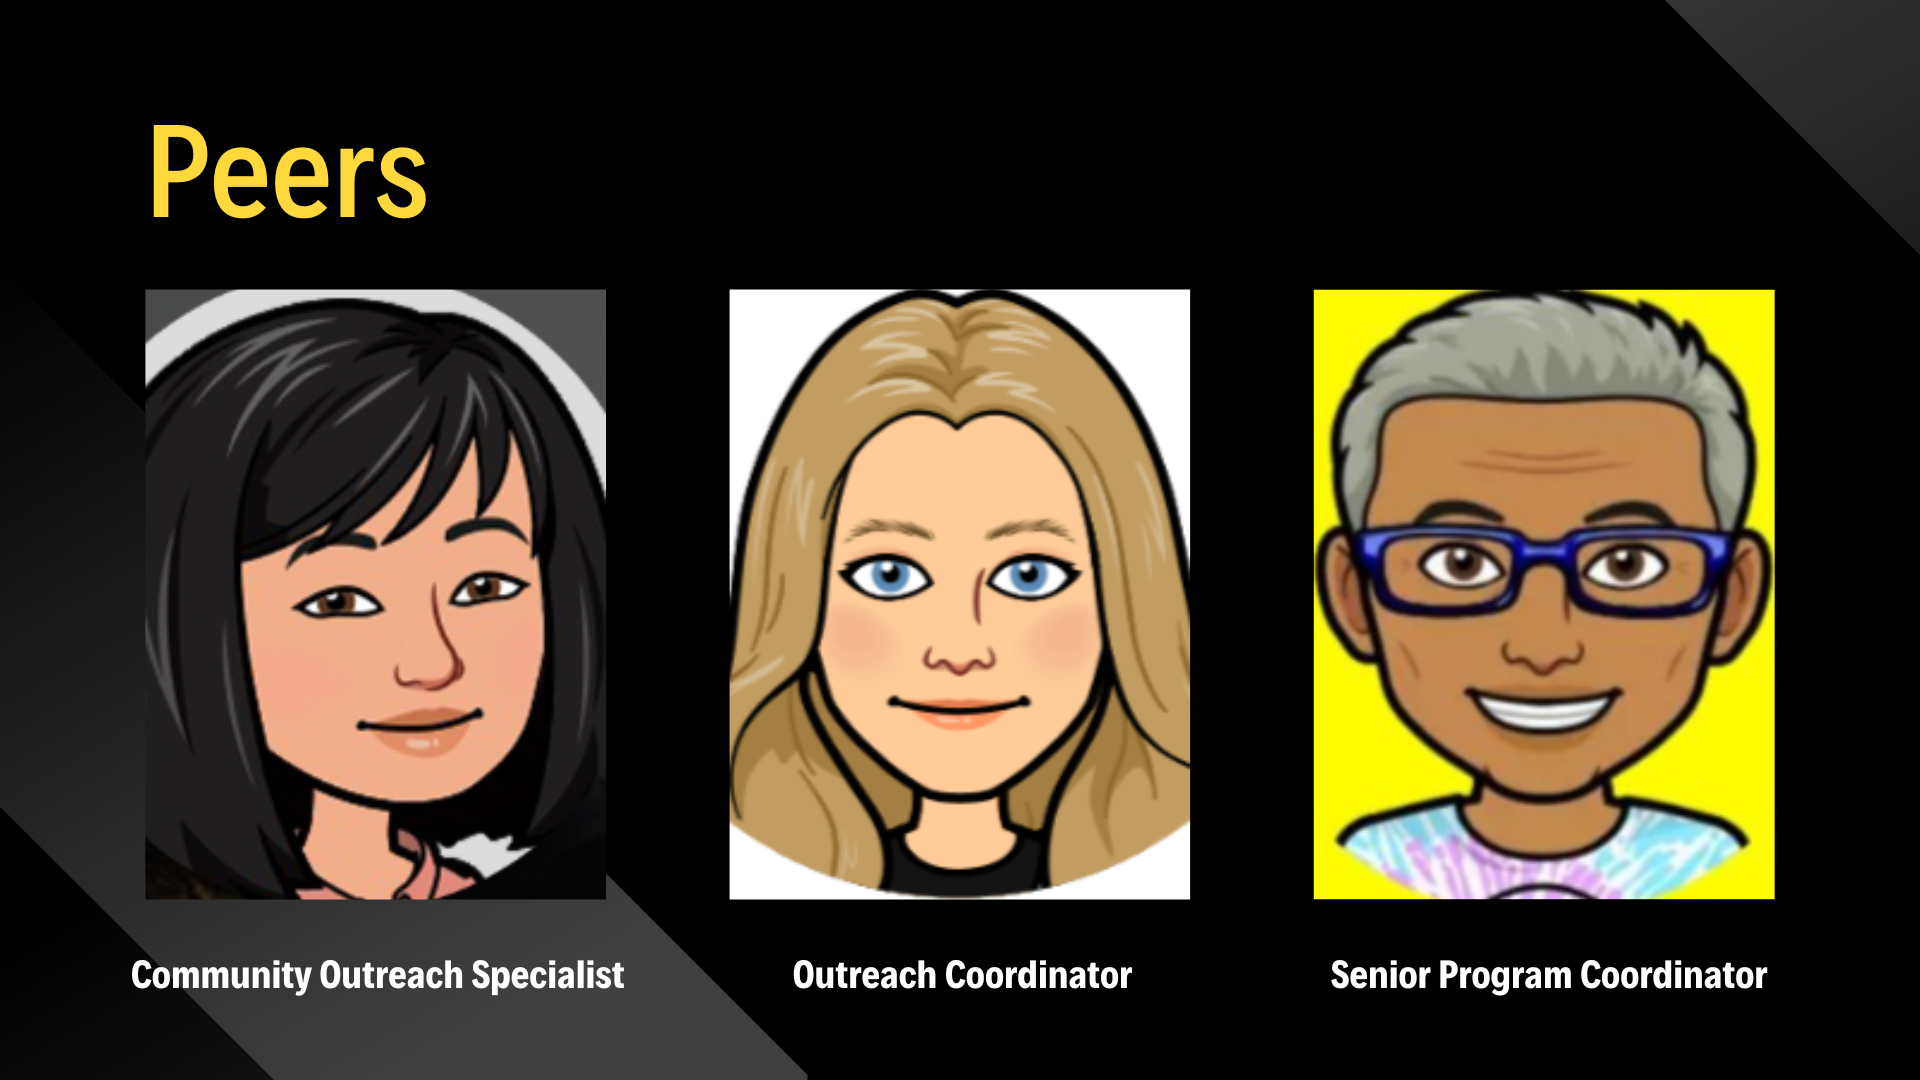 Peers
Community Outreach Specialist
Outreach Coordinator
Senior Program Coordinator